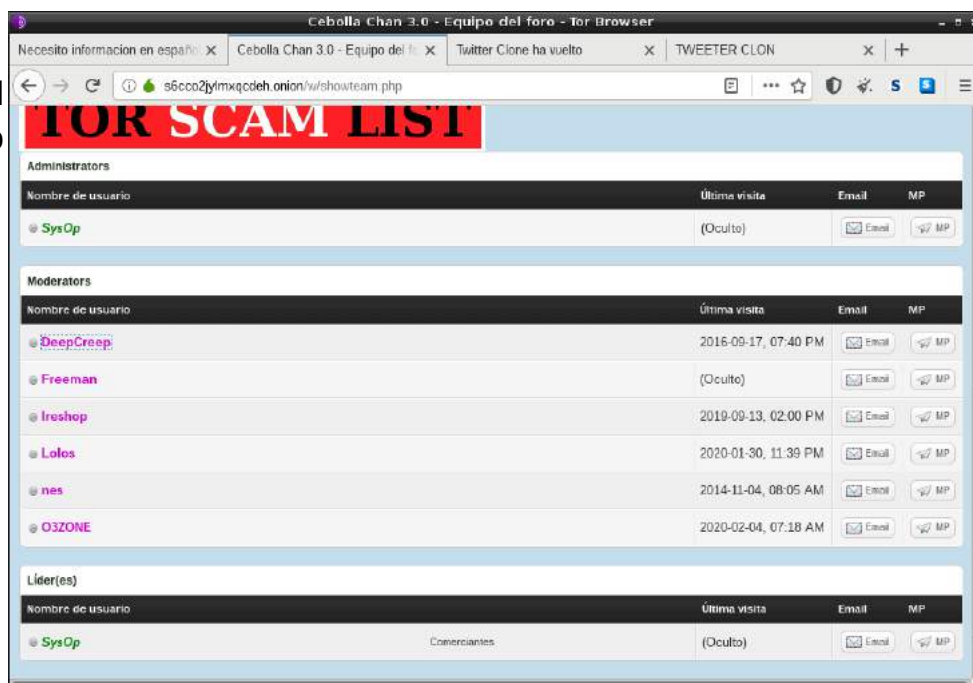 Cebolla Chan 3.0 - Equipo del foro - Tor Browser
Necesito informacion en españo
Cebolla Chan 3.0 - Equipo del fo
Twitter Clone ha vuelto
TWEETER CLON
s6cco2jylmxqcdeh.onion/w/showteam.php
TOR SCAM LIST
Administrators
Nombre de usuario Última visita Email MP
SysOp (Oculto) Email MP
Moderators
Nombre de usuario Última visita Email MP
DeepCreep 2016-09-17, 07:40 PM Email MP
Freeman (Oculto) Email MP
Ireshop 2019-09-13, 02:00 PM Email MP
Lolos 2020-01-30, 11:39 PM Email MP
nes 2014-11-04, 08:05 AM Email MP
O3ZONE 2020-02-04, 07:18 AM Email MP
Líder(es)
Nombre de usuario Última visita Email MP
SysOp Comerciantes (Oculto) Email MP